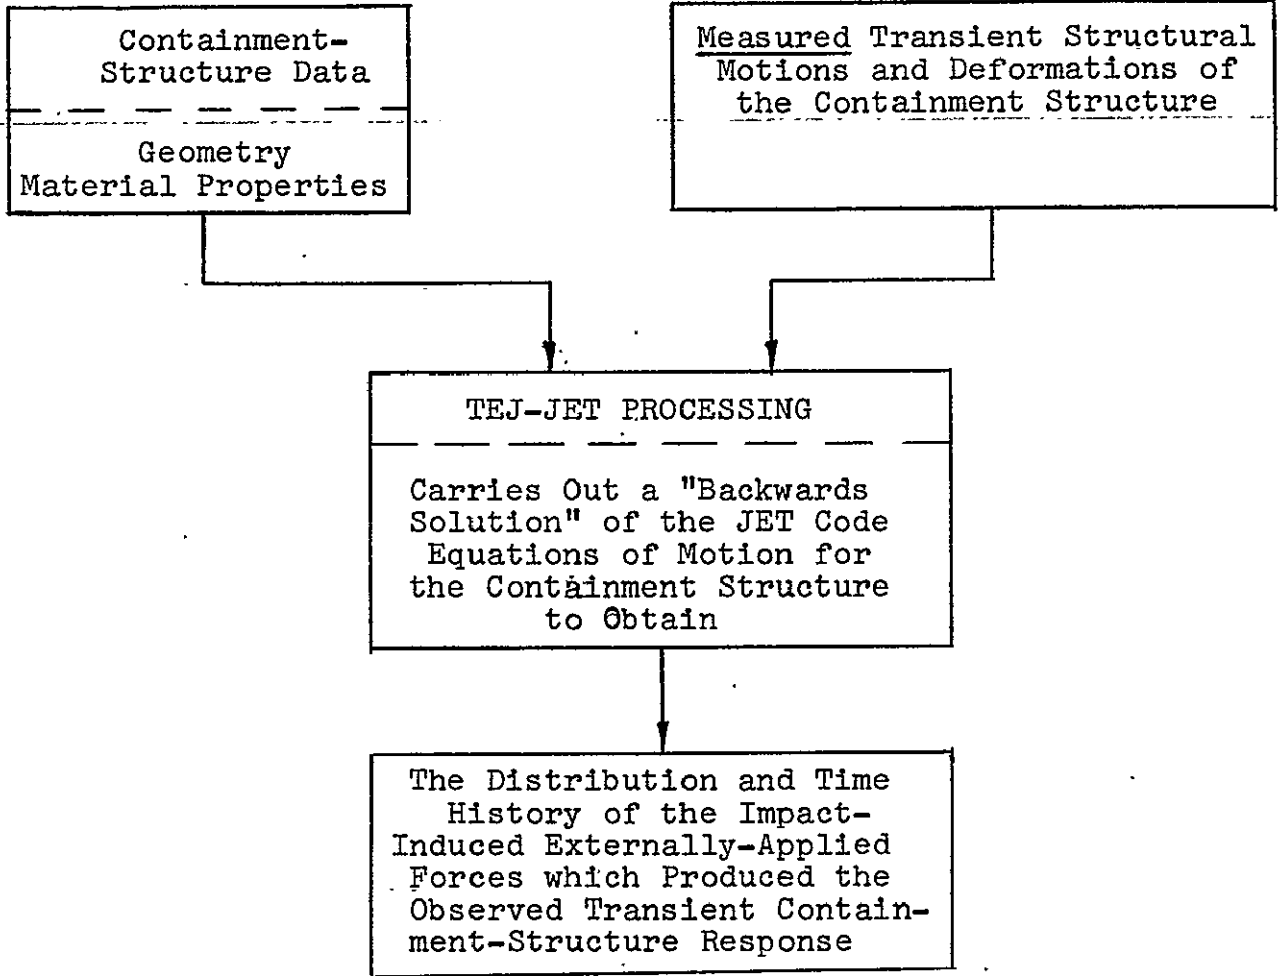 Containment-
Structure Data
Geometry
Material Properties
Measured Transient Structural
Motions and Deformations of
the Containment Structure
TEJ-JET PROCESSING
Carries Out a "Backwards
Solution" of the JET Code
Equations of Motion for
the Containment Structure
to Obtain
The Distribution and Time
History of the Impact-
Induced Externally-Applied
Forces which Produced the
Observed Transient Contain-
ment-Structure Response